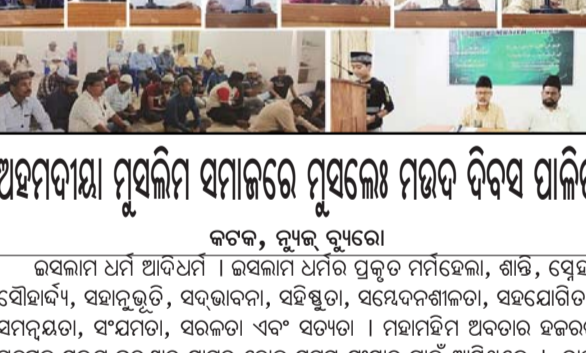 ଅହମଦୀୟା ମୁସଲିମ ସମାଜରେ ମୁସଲେଃ ମଉଦ ଦିବସ ପାଳିତ
କଟକ, ନ୍ୟୁଜ୍ ବ୍ୟୁରୋ
ଇସଲାମ ଧର୍ମ ଆଦିଧର୍ମ । ଇସଲାମ ଧର୍ମର ପ୍ରକୃତ ମର୍ମହେଲା, ଶାନ୍ତି, ସ୍ନେହ
ସୌହାର୍ଦ୍ଦ୍ୟ, ସହାନୁଭୂତି, ସଦ୍‌ଭାବନା, ସହିଷ୍ଣୁତା, ସମ୍ବେଦନଶୀଳତା, ସହଯୋଗିତ
ସମନ୍ୱୟତା, ସଂଯମତା, ସରଳତା ଏବଂ ସତ୍ୟତା । ମହାମହିମ ଅବତାର ହଜର